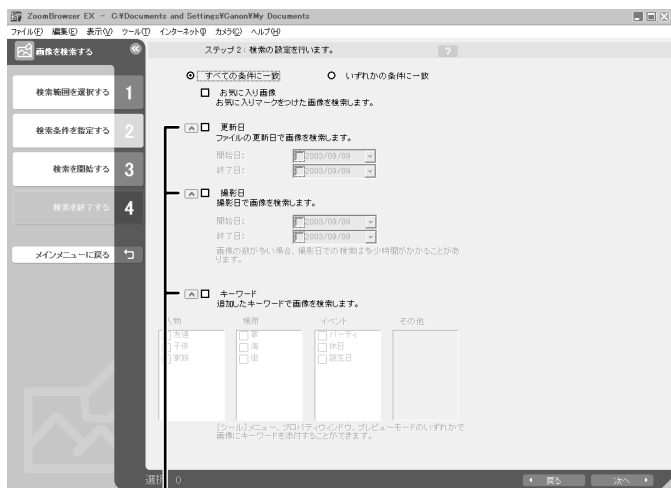 ZoomBrowser EX - C:¥Documents and Settings¥Canon¥My Documents
ファイル(F) 編集(E) 表示(V) ツール(T) インターネット(I) カメラ(C) ヘルプ(H)
画像を検索する
ステップ2：検索の設定を行います。
?
すべての条件に一致
いずれかの条件に一致
お気に入り画像
お気に入りマークをつけた画像を検索します。
検索範囲を選択する 1
検索条件を指定する 2
検索を開始する 3
検索を終了する 4
メインメニューに戻る
更新日
ファイルの更新日で画像を検索します。
開始日： 2003/09/09
終了日： 2003/09/09
撮影日
撮影日で画像を検索します。
開始日： 2003/09/09
終了日： 2003/09/09
画像の数が多い場合、撮影日での検索は多少時間がかかることがあ
ります。
キーワード
追加したキーワードで画像を検索します。
人物 場所 イベント その他
友達 家 パーティ
子供 海 休日
家族 街 誕生日
[ツール]メニュー、プロパティウィンドウ、プレビューモードのいずれかで
画像にキーワードを添付することができます。
選択 0
戻る 次へ